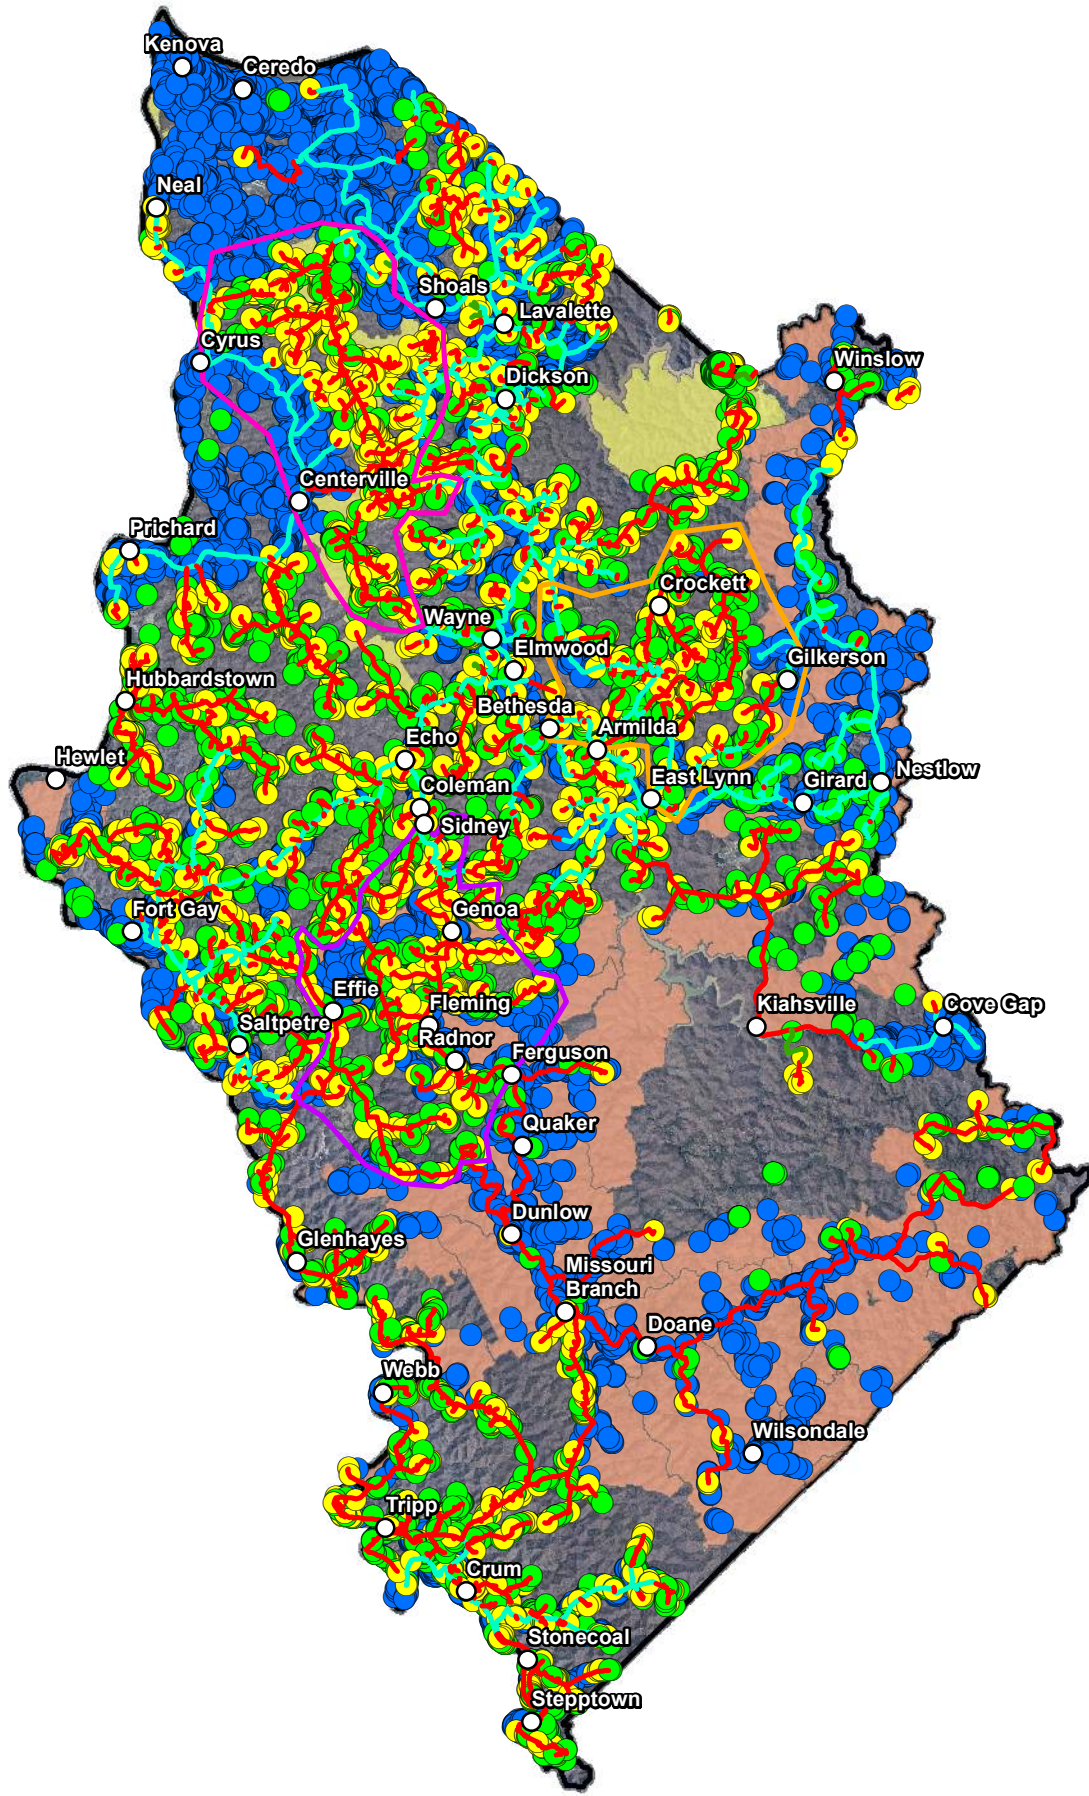 Kenova
Ceredo
Neal
Shoals
Lavalette
Cyrus
Winslow
Dickson
Centerville
Prichard
Crockett
Wayne
Elmwood
Gilkerson
Hubbardstown
Bethesda
Armilda
Echo
Hewlet
East Lynn
Nestlow
Coleman
Girard
Sidney
Fort Gay
Genoa
Effie
Fleming
Kiahsville
Cove Gap
Saltpetre
Radnor
Ferguson
Quaker
Dunlow
Glenhayes
Missouri
Branch
Doane
Webb
Wilsondale
Tripp
Crum
Stonecoal
Stepptown